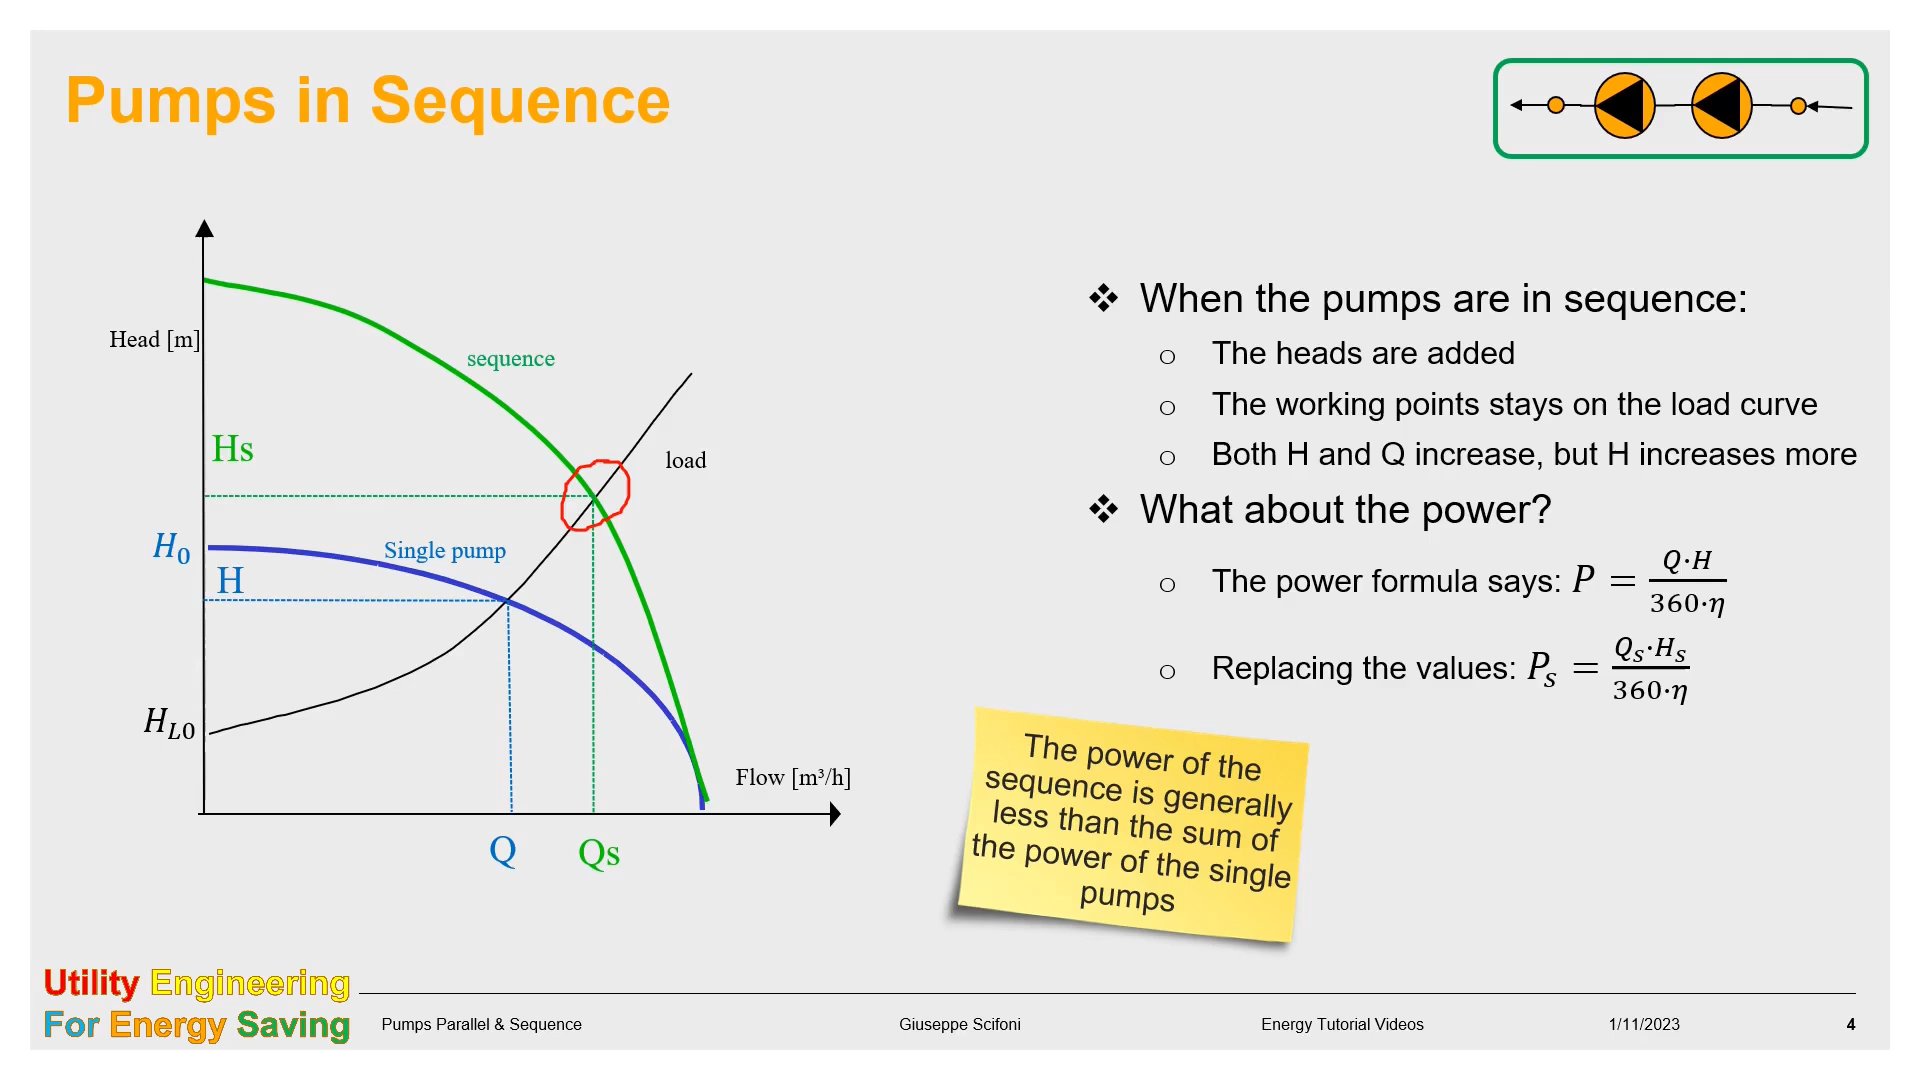 Pumps in Sequence
Head [m]
sequence
Hs
load
H₀
Single pump
H
H_L0
Flow [m³/h]
Q
Qs
❖ When the pumps are in sequence:
o The heads are added
o The working points stays on the load curve
o Both H and Q increase, but H increases more
❖ What about the power?
o The power formula says: P = Q·H / 360·η
o Replacing the values: Pₛ = Qₛ·Hₛ / 360·η
The power of the
sequence is generally
less than the sum of
the power of the single
pumps
Utility Engineering
For Energy Saving
Pumps Parallel & Sequence
Giuseppe Scifoni
Energy Tutorial Videos
1/11/2023
4